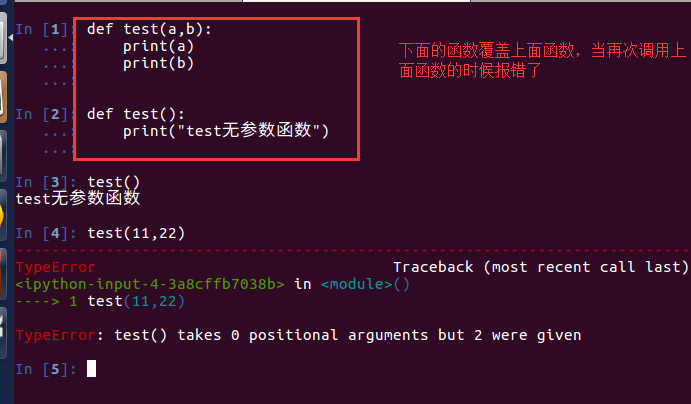 In [1]: def test(a,b):
   ...:     print(a)
   ...:     print(b)
   ...:
下面的函数覆盖上面函数，当再次调用上
面函数的时候报错了
In [2]: def test():
   ...:     print("test无参数函数")
   ...:
In [3]: test()
test无参数函数
In [4]: test(11,22)
---------------------------------------------------------------------------
TypeError                                 Traceback (most recent call last)
<ipython-input-4-3a8cffb7038b> in <module>()
----> 1 test(11,22)
TypeError: test() takes 0 positional arguments but 2 were given
In [5]: